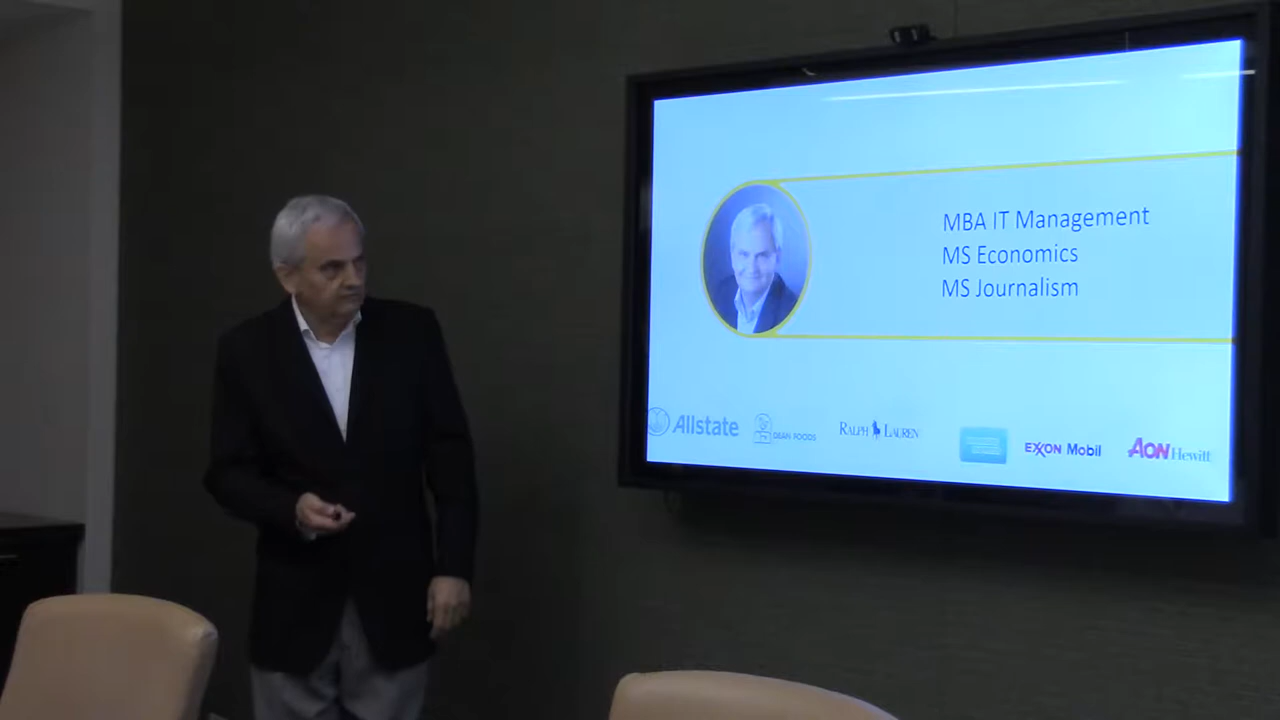 MBA IT Management
MS Economics
MS Journalism
Allstate
DEAN FOODS
RALPH LAUREN
EXXON Mobil
AON Hewitt